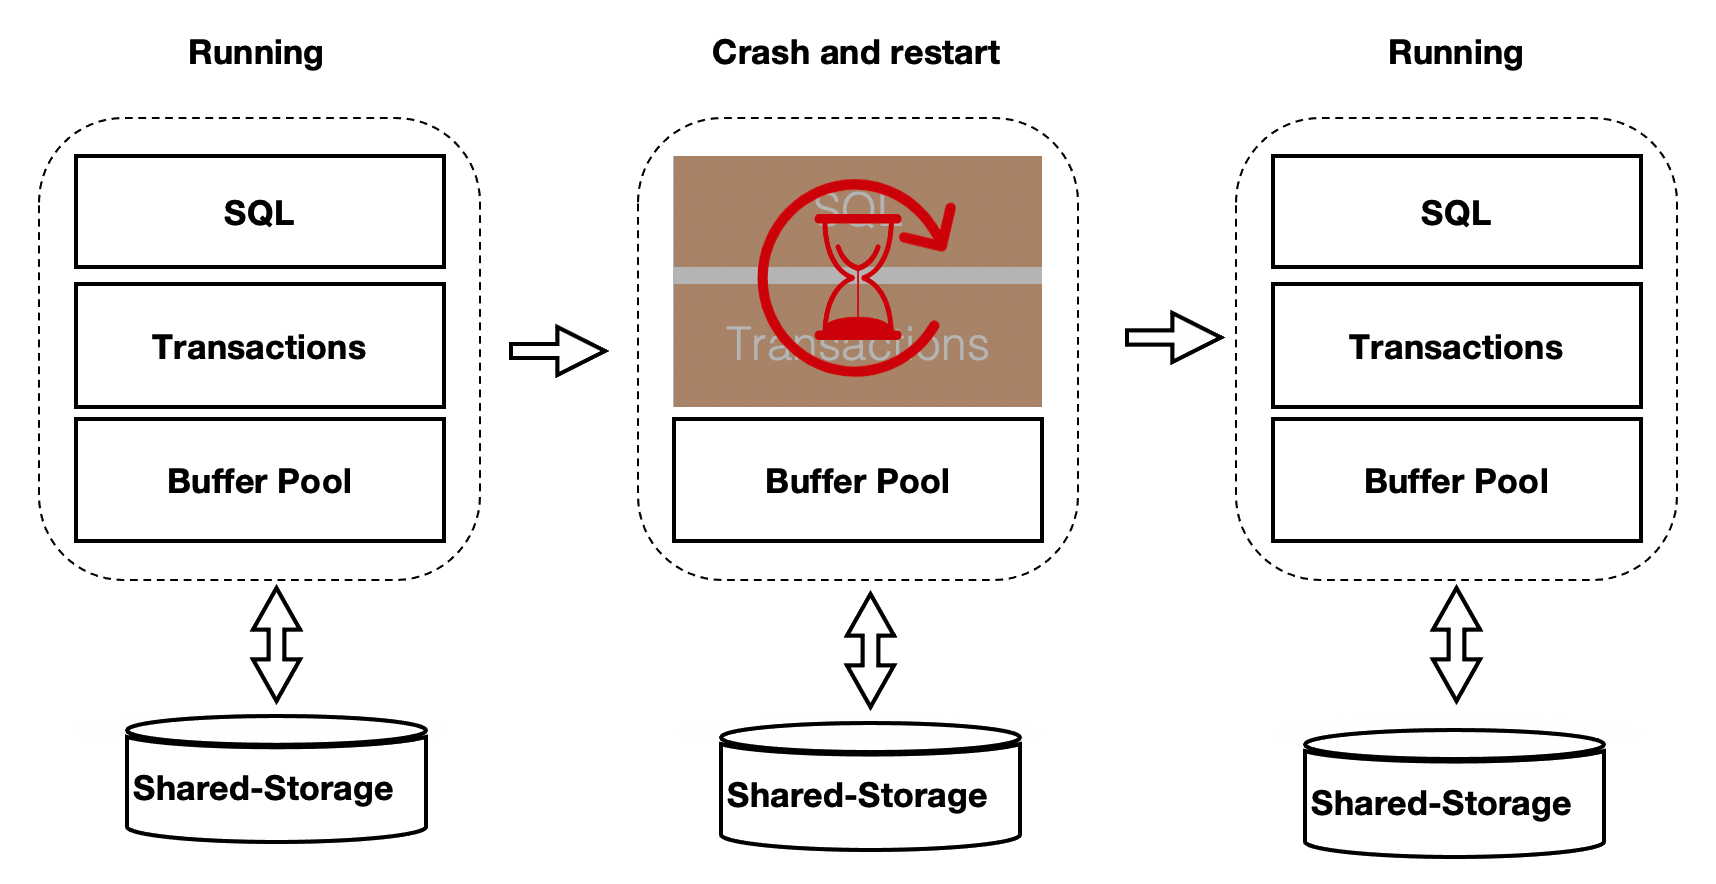 Running
Crash and restart
Running
SQL
SQL
SQL
Transactions
Transactions
Transactions
Buffer Pool
Buffer Pool
Buffer Pool
Shared-Storage
Shared-Storage
Shared-Storage